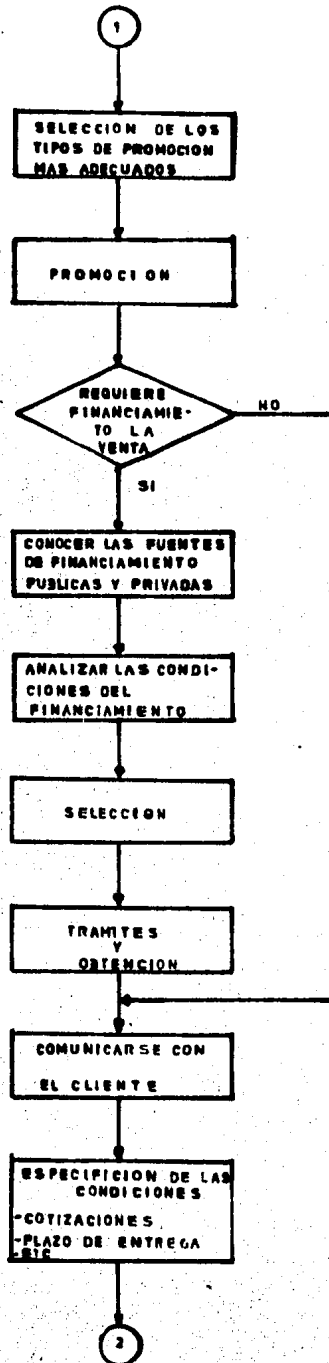 1
SELECCION DE LOS
TIPOS DE PROMOCION
MAS ADECUADOS
PROMOCION
REQUIERE
FINANCIAMIE-
TO LA
VENTA
NO
SI
CONOCER LAS FUENTES
DE FINANCIAMIENTO
PUBLICAS Y PRIVADAS
ANALIZAR LAS CONDI-
CIONES DEL
FINANCIAMIENTO
SELECCION
TRAMITES
Y
OBTENCION
COMUNICARSE CON
EL CLIENTE
ESPECIFICION DE LAS
CONDICIONES
-COTIZACIONES
-PLAZO DE ENTREGA
-ETC
2